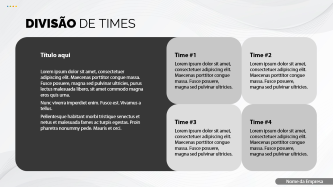 DIVISÃO DE TIMES
Título aqui
Lorem ipsum dolor sit amet, consectetuer
adipiscing elit. Maecenas porttitor congue massa.
Fusce posuere, magna sed pulvinar ultricies, purus
lectus malesuada libero, sit amet commodo magna
eros quis urna.
Nunc viverra imperdiet enim. Fusce est. Vivamus a
tellus.
Pellentesque habitant morbi tristique senectus et
netus et malesuada fames ac turpis egestas. Proin
pharetra nonummy pede. Mauris et orci.
Time #1
Lorem ipsum dolor sit amet,
consectetuer adipiscing elit.
Maecenas porttitor congue
massa. Fusce posuere,
magna sed pulvinar ultricies.
Time #2
Lorem ipsum dolor sit amet,
consectetuer adipiscing elit.
Maecenas porttitor congue
massa. Fusce posuere,
magna sed pulvinar ultricies.
Time #3
Lorem ipsum dolor sit amet,
consectetuer adipiscing elit.
Maecenas porttitor congue
massa. Fusce posuere,
magna sed pulvinar ultricies.
Time #4
Lorem ipsum dolor sit amet,
consectetuer adipiscing elit.
Maecenas porttitor congue
massa. Fusce posuere,
magna sed pulvinar ultricies.
Nome da Empresa